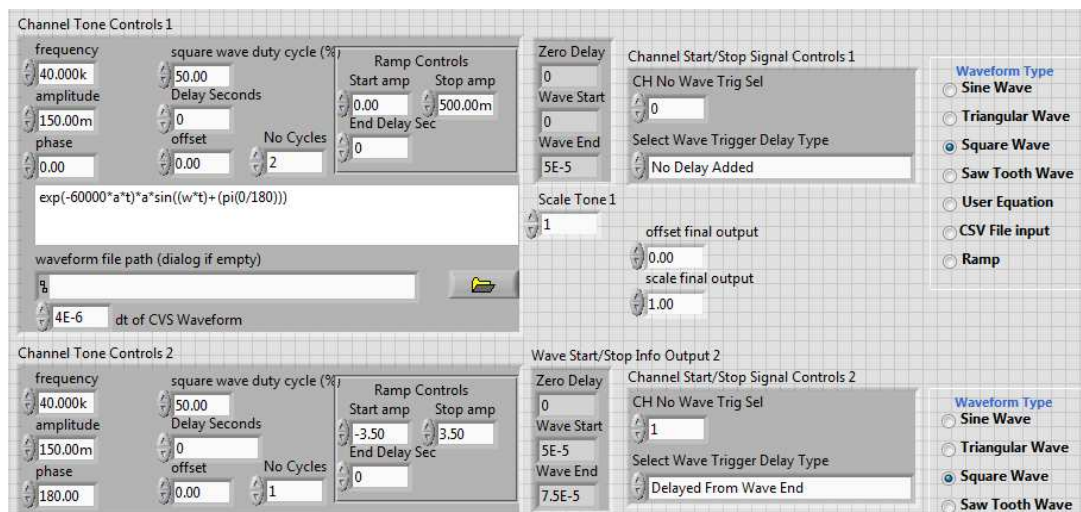 Channel Tone Controls 1
frequency
40.000k
amplitude
150.00m
phase
0.00
square wave duty cycle (%)
50.00
Delay Seconds
0
offset
0.00
No Cycles
2
Ramp Controls
Start amp
0.00
Stop amp
500.00m
End Delay Sec
0
exp(-60000*a*t)*a*sin((w*t)+(pi(0/180)))
waveform file path (dialog if empty)
4E-6
dt of CVS Waveform
Zero Delay
0
Wave Start
0
Wave End
5E-5
Scale Tone 1
1
Channel Start/Stop Signal Controls 1
CH No Wave Trig Sel
0
Select Wave Trigger Delay Type
No Delay Added
offset final output
0.00
scale final output
1.00
Waveform Type
Sine Wave
Triangular Wave
Square Wave
Saw Tooth Wave
User Equation
CSV File input
Ramp
Channel Tone Controls 2
frequency
40.000k
amplitude
150.00m
phase
180.00
square wave duty cycle (%)
50.00
Delay Seconds
0
offset
0.00
No Cycles
1
Ramp Controls
Start amp
-3.50
Stop amp
3.50
End Delay Sec
0
Wave Start/Stop Info Output 2
Zero Delay
0
Wave Start
5E-5
Wave End
7.5E-5
Channel Start/Stop Signal Controls 2
CH No Wave Trig Sel
1
Select Wave Trigger Delay Type
Delayed From Wave End
Waveform Type
Sine Wave
Triangular Wave
Square Wave
Saw Tooth Wave